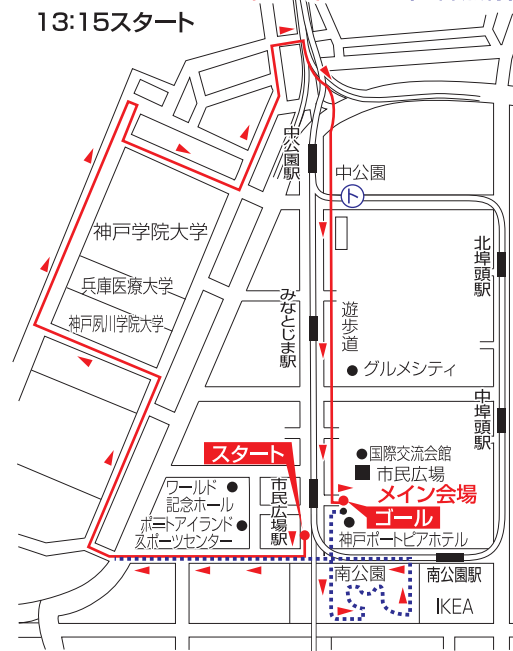 13:15スタート
中公園駅
中公園
ト
神戸学院大学
兵庫医療大学
神戸夙川学院大学
みなとじま駅
遊歩道
北埠頭駅
グルメシティ
中埠頭駅
スタート
国際交流会館
市民広場
メイン会場
ゴール
神戸ポートピアホテル
ワールド
記念ホール
ポートアイランド
スポーツセンター
市民広場駅
南公園
南公園駅
IKEA